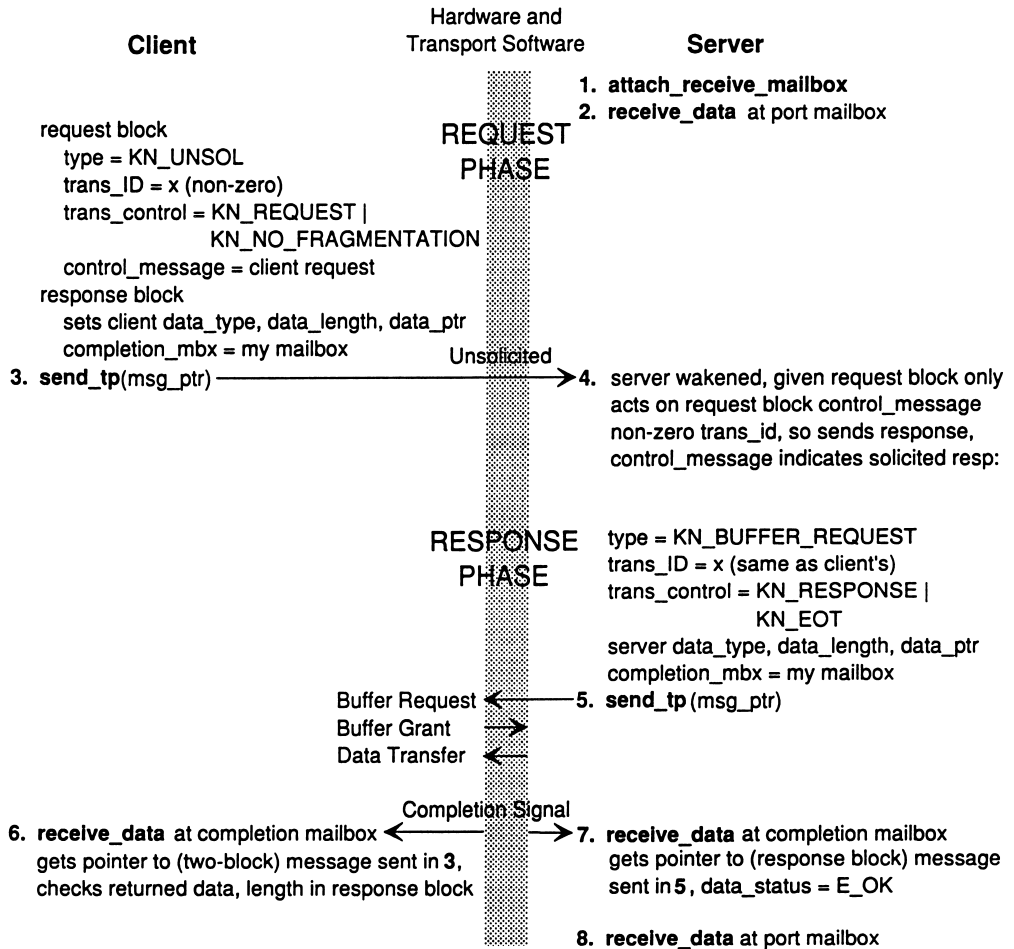 Client
Hardware and
Transport Software
Server
1. attach_receive_mailbox
2. receive_data at port mailbox
REQUEST
PHASE
request block
type = KN_UNSOL
trans_ID = x (non-zero)
trans_control = KN_REQUEST |
KN_NO_FRAGMENTATION
control_message = client request
response block
sets client data_type, data_length, data_ptr
completion_mbx = my mailbox
3. send_tp(msg_ptr)
Unsolicited
4. server wakened, given request block only
acts on request block control_message
non-zero trans_id, so sends response,
control_message indicates solicited resp:
RESPONSE
PHASE
type = KN_BUFFER_REQUEST
trans_ID = x (same as client's)
trans_control = KN_RESPONSE |
KN_EOT
server data_type, data_length, data_ptr
completion_mbx = my mailbox
5. send_tp (msg_ptr)
Buffer Request
Buffer Grant
Data Transfer
Completion Signal
6. receive_data at completion mailbox
gets pointer to (two-block) message sent in 3,
checks returned data, length in response block
7. receive_data at completion mailbox
gets pointer to (response block) message
sent in 5, data_status = E_OK
8. receive_data at port mailbox